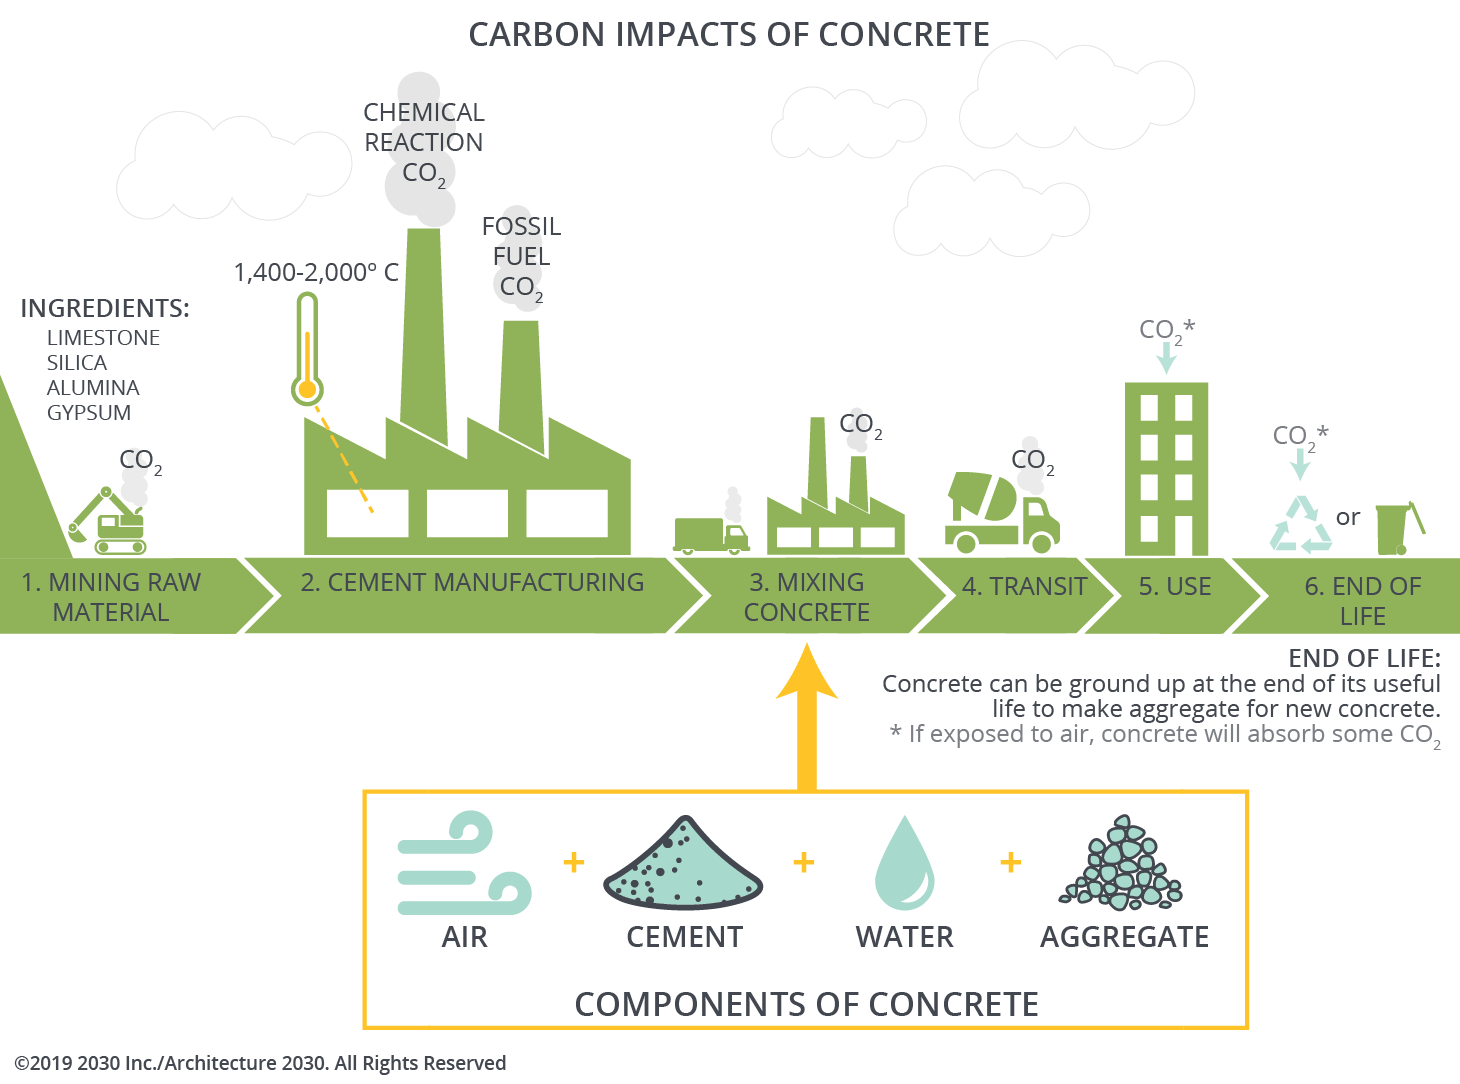 CARBON IMPACTS OF CONCRETE
CHEMICAL
REACTION
CO₂
FOSSIL
FUEL
CO₂
1,400-2,000º C
INGREDIENTS:
LIMESTONE
SILICA
ALUMINA
GYPSUM
CO₂
CO₂
CO₂
CO₂*
CO₂*
or
1. MINING RAW
MATERIAL
2. CEMENT MANUFACTURING
3. MIXING
CONCRETE
4. TRANSIT
5. USE
6. END OF
LIFE
END OF LIFE:
Concrete can be ground up at the end of its useful
life to make aggregate for new concrete.
* If exposed to air, concrete will absorb some CO₂
+
+
+
AIR
CEMENT
WATER
AGGREGATE
COMPONENTS OF CONCRETE
©2019 2030 Inc./Architecture 2030. All Rights Reserved